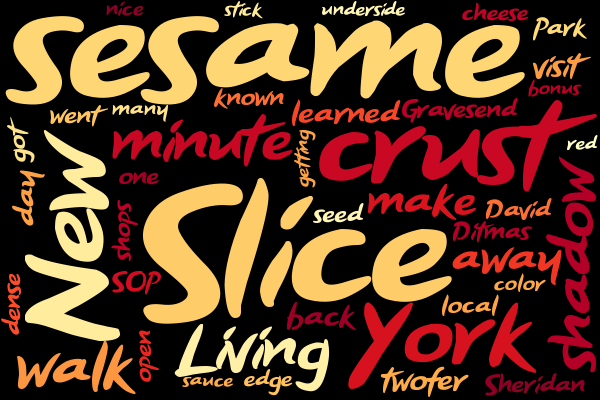 nice
stick
underside
cheese
sesame
Park
visit
bonus
known
went
many
learned
Gravesend
minute
getting
crust
red
got
day
New
one
shops
Slice
seed
make
David
Ditmas
shadow
away
SOP
color
dense
local
back
York
open
Living
walk
sauce
edge
twofer
Sheridan